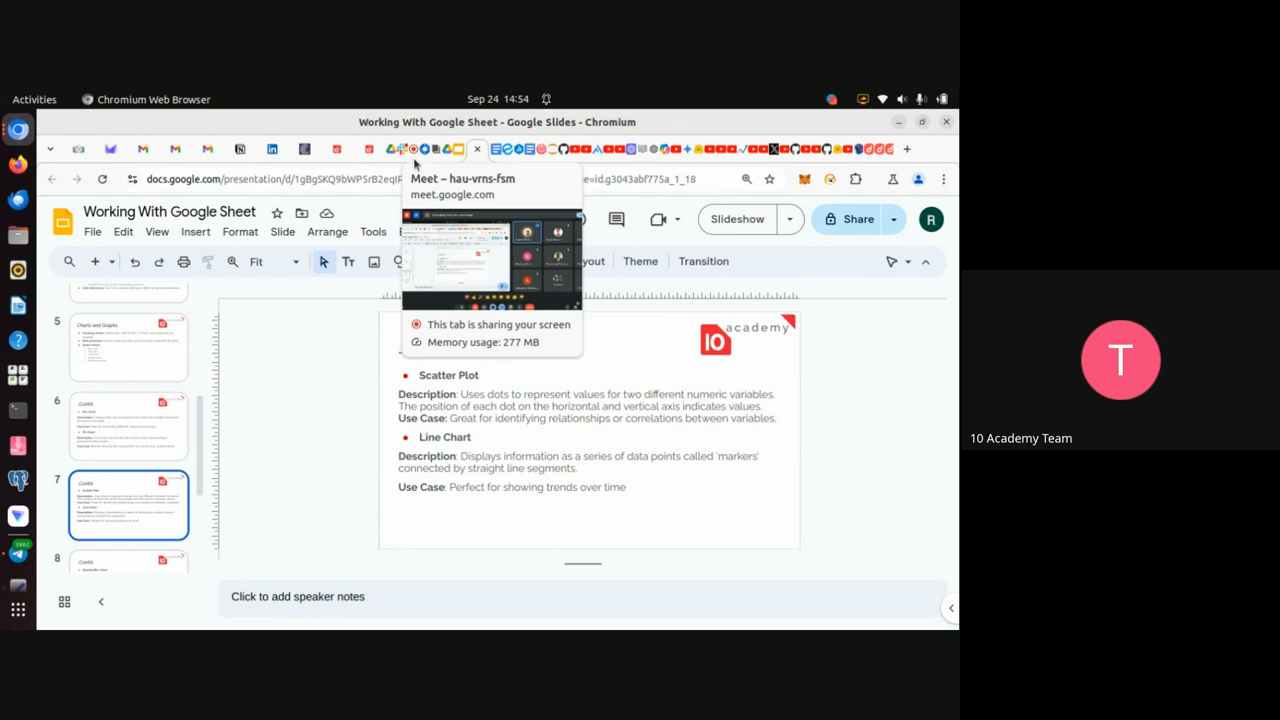 Activities
Chromium Web Browser
Sep 24 14:54
Working With Google Sheet - Google Slides - Chromium
docs.google.com/presentation/d/1gBgSKQ9bWP5rB2eqI
=id.g3043abf775a_1_18
Meet – hau-vrns-fsm
meet.google.com
This tab is sharing your screen
Memory usage: 277 MB
Working With Google Sheet
File Edit View Insert Format Slide Arrange Tools
Slideshow
Share
R
Fit
Theme
Transition
5
Charts and Graphs
6
.Contd
7
.Contd
8
.Contd
10 academy
Scatter Plot
Description: Uses dots to represent values for two different numeric variables.
The position of each dot on the horizontal and vertical axis indicates values.
Use Case: Great for identifying relationships or correlations between variables.
Line Chart
Description: Displays information as a series of data points called 'markers'
connected by straight line segments.
Use Case: Perfect for showing trends over time
Click to add speaker notes
T
10 Academy Team